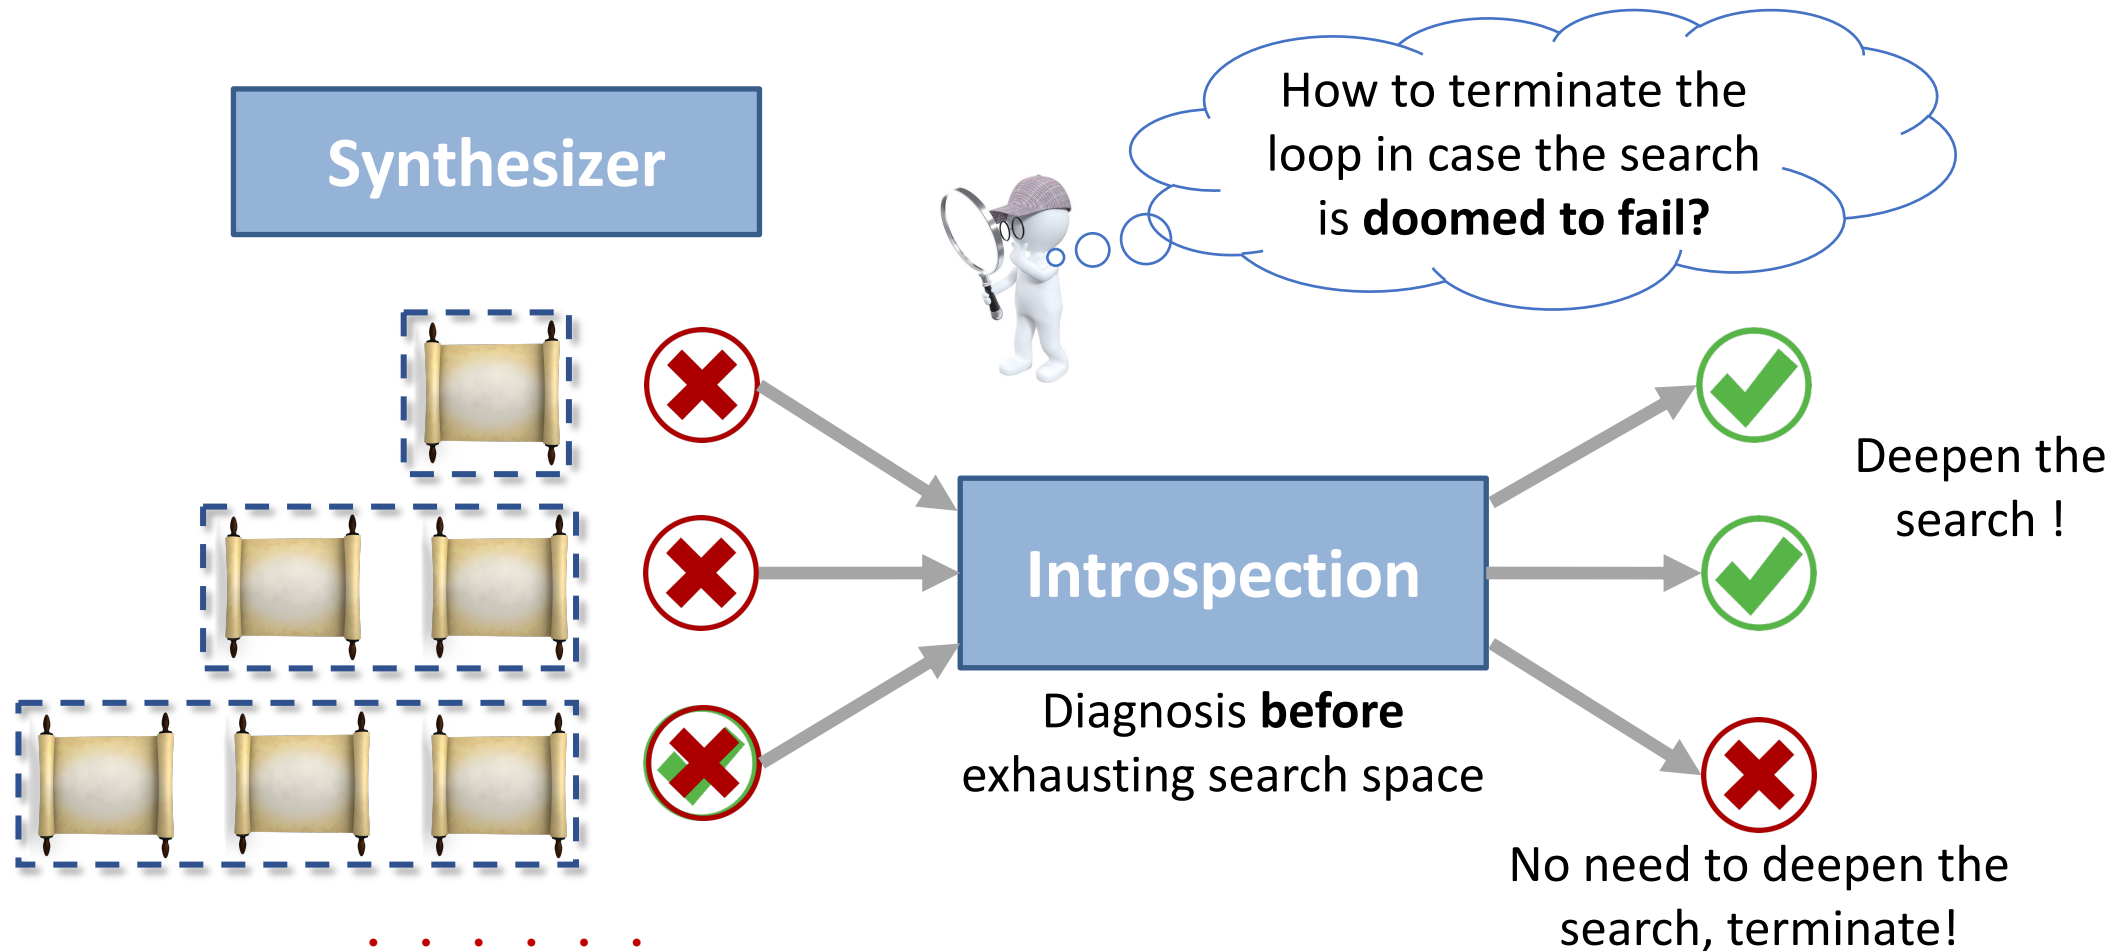 Synthesizer
How to terminate the
loop in case the search
is doomed to fail?
Deepen the
search !
Introspection
Diagnosis before
exhausting search space
No need to deepen the
search, terminate!
. . . . . .